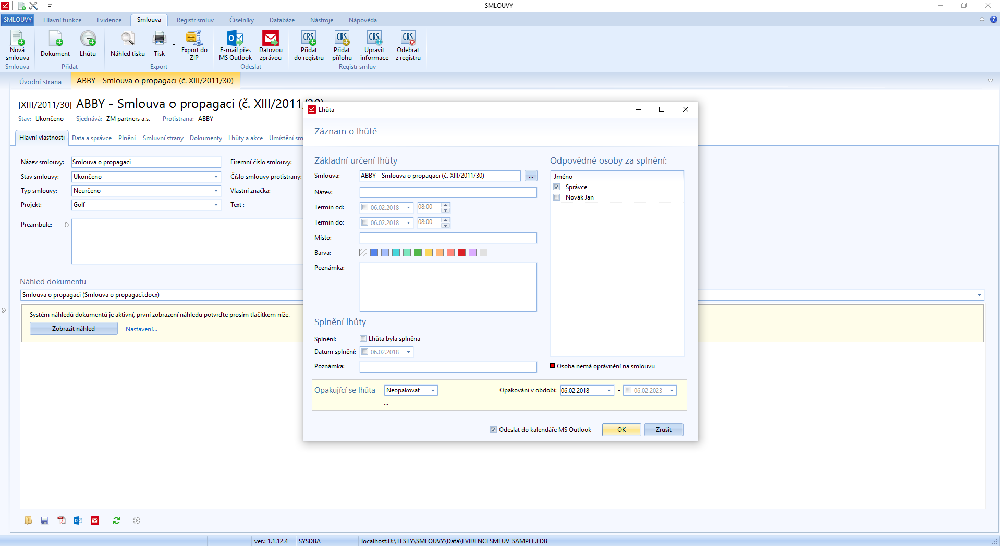 SMLOUVY
SMLOUVY Hlavní funkce Evidence Smlouva Registr smluv Číselníky Databáze Nástroje Nápověda
Nová smlouva
Dokument
Lhůtu
Náhled tisku
Tisk
Export do ZIP
E-mail přes MS Outlook
Datovou zprávou
CRS Přidat do registru
CRS Přidat přílohu
CRS Upravit informace
CRS Odebrat z registru
Smlouva Přidat Export Odeslat Registr smluv
Úvodní strana ABBY - Smlouva o propagaci (č. XIII/2011/30)
[XIII/2011/30] ABBY - Smlouva o propagaci (č. XIII/2011/30)
Stav: Ukončeno Sjednává: ZM partners a.s. Protistrana: ABBY
Hlavní vlastnosti Data a správce Plnění Smluvní strany Dokumenty Lhůty a akce Umístění sm
Název smlouvy: Smlouva o propagaci Firemní číslo smlouvy:
Stav smlouvy: Ukončeno Číslo smlouvy protistrany:
Typ smlouvy: Neurčeno Vlastní značka:
Projekt: Golf Text :
Preambule:
Náhled dokumentu
Smlouva o propagaci (Smlouva o propagaci.docx)
Systém náhledů dokumentů je aktivní, první zobrazení náhledu potvrďte prosím tlačítkem níže.
Zobrazit náhled Nastavení...
Lhůta
Záznam o lhůtě
Základní určení lhůty
Smlouva: ABBY - Smlouva o propagaci (č. XIII/2011/30) ...
Název:
Termín od: 06.02.2018 08:00
Termín do: 06.02.2018 08:00
Místo:
Barva:
Poznámka:
Splnění lhůty
Splnění: Lhůta byla splněna
Datum splnění: 06.02.2018
Poznámka:
Odpovědné osoby za splnění:
Jméno
Správce
Novák Jan
Osoba nemá oprávnění na smlouvu
Opakující se lhůta Neopakovat Opakování v období: 06.02.2018 - 06.02.2023
...
Odeslat do kalendáře MS Outlook OK Zrušit
ver.: 1.1.12.4 SYSDBA localhost:D:\TESTY\SMLOUVY\Data\EVIDENCESMLUV_SAMPLE.FDB